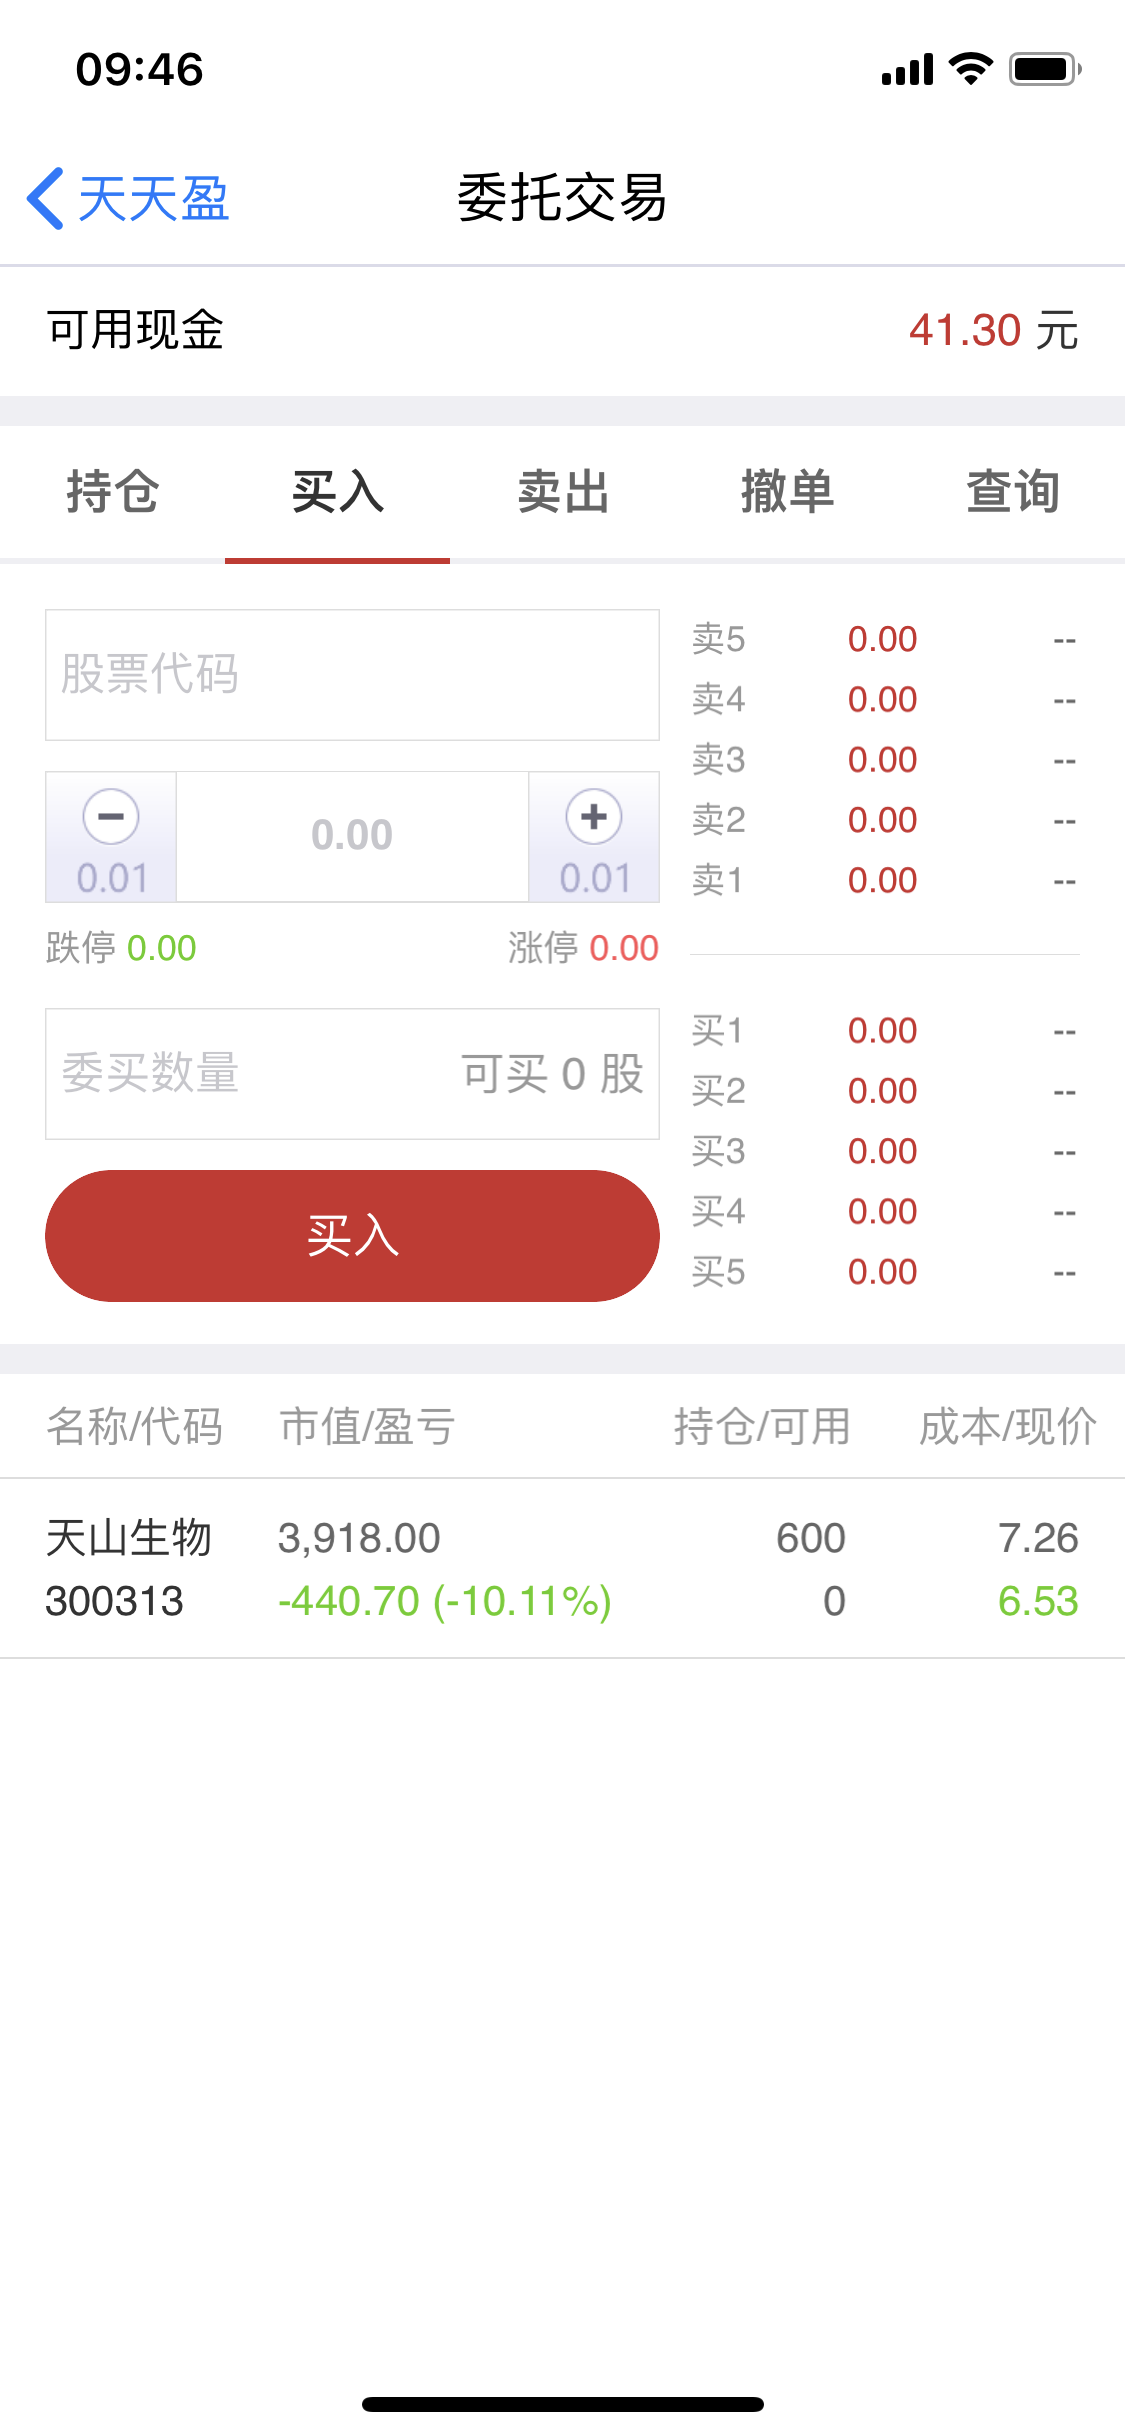 09:46
天天盈 委托交易
可用现金 41.30 元
持仓 买入 卖出 撤单 查询
股票代码
0.01 0.00 0.01
跌停 0.00 涨停 0.00
委买数量 可买 0 股
买入
卖5 0.00 --
卖4 0.00 --
卖3 0.00 --
卖2 0.00 --
卖1 0.00 --
买1 0.00 --
买2 0.00 --
买3 0.00 --
买4 0.00 --
买5 0.00 --
名称/代码 市值/盈亏 持仓/可用 成本/现价
天山生物 3,918.00 600 7.26
300313 -440.70 (-10.11%) 0 6.53